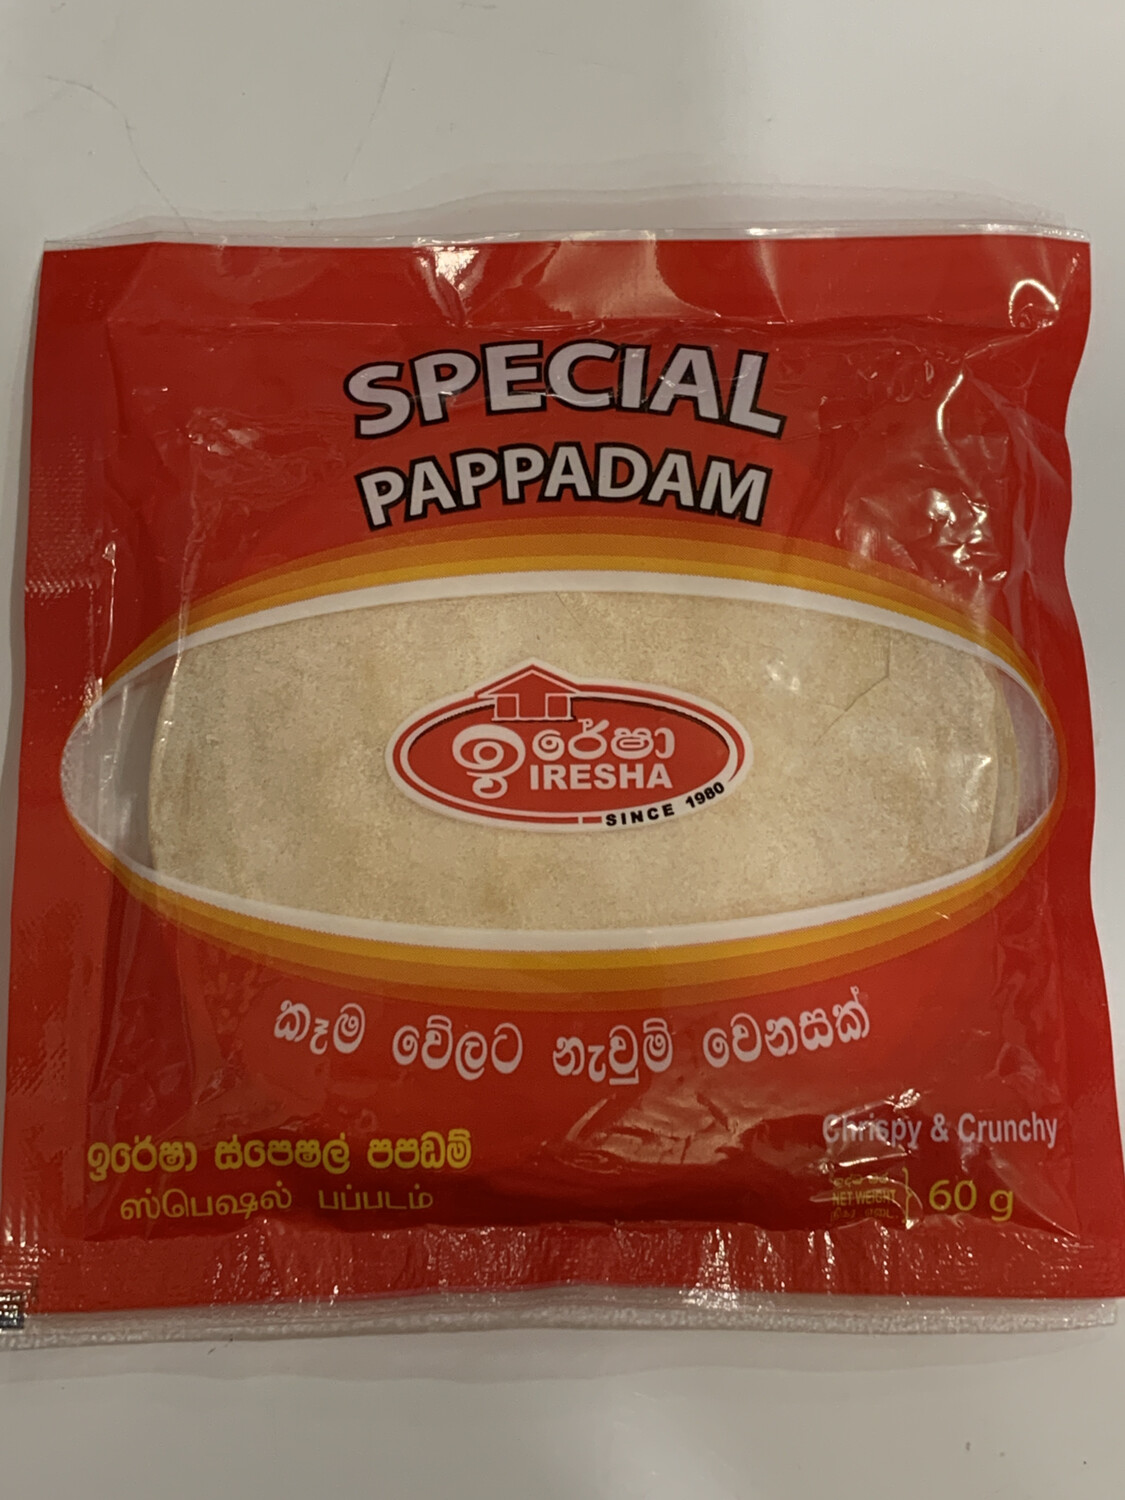 SPECIAL
PAPPADAM
ඉරේෂා
IRESHA
SINCE 1980
කෑම වේලට නැවුම් වෙනසක්
ඉරේෂා ස්පෙෂල් පපඩම්
ஸ்பெஷல் பப்படம்
Chrispy & Crunchy
NET WEIGHT
60 g